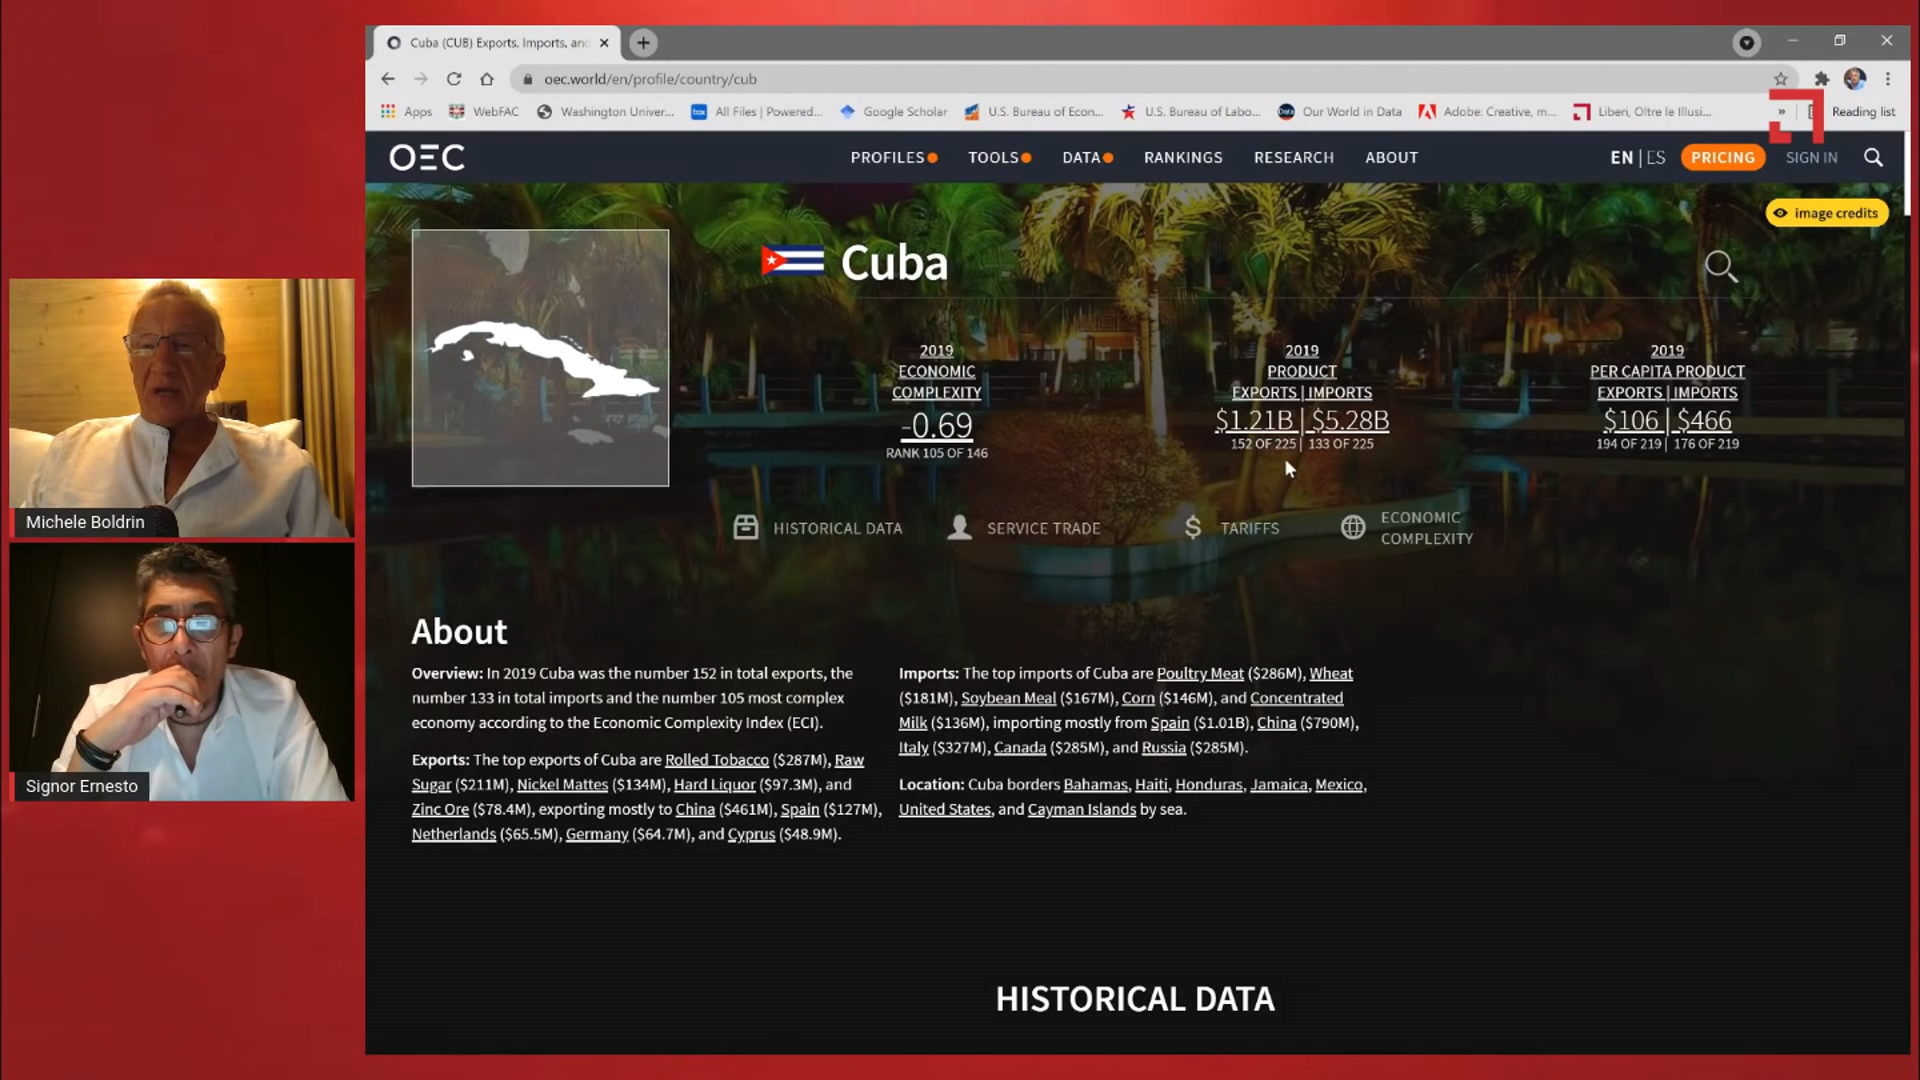 Cuba (CUB) Exports, Imports, and
oec.world/en/profile/country/cub
Apps
WebFAC
Washington Univer...
box
All Files | Powered...
Google Scholar
U.S. Bureau of Econ...
U.S. Bureau of Labo...
Our World in Data
Adobe: Creative, m...
Liberi, Oltre le Illusi...
»
Reading list
OEC
PROFILES
TOOLS
DATA
RANKINGS
RESEARCH
ABOUT
EN | ES
PRICING
SIGN IN
image credits
Cuba
2019
ECONOMIC
COMPLEXITY
-0.69
RANK 105 OF 146
2019
PRODUCT
EXPORTS | IMPORTS
$1.21B | $5.28B
152 OF 225 | 133 OF 225
2019
PER CAPITA PRODUCT
EXPORTS | IMPORTS
$106 | $466
194 OF 219 | 176 OF 219
HISTORICAL DATA
SERVICE TRADE
$ TARIFFS
ECONOMIC
COMPLEXITY
About
Overview: In 2019 Cuba was the number 152 in total exports, the
number 133 in total imports and the number 105 most complex
economy according to the Economic Complexity Index (ECI).
Exports: The top exports of Cuba are Rolled Tobacco ($287M), Raw
Sugar ($211M), Nickel Mattes ($134M), Hard Liquor ($97.3M), and
Zinc Ore ($78.4M), exporting mostly to China ($461M), Spain ($127M),
Netherlands ($65.5M), Germany ($64.7M), and Cyprus ($48.9M).
Imports: The top imports of Cuba are Poultry Meat ($286M), Wheat
($181M), Soybean Meal ($167M), Corn ($146M), and Concentrated
Milk ($136M), importing mostly from Spain ($1.01B), China ($790M),
Italy ($327M), Canada ($285M), and Russia ($285M).
Location: Cuba borders Bahamas, Haiti, Honduras, Jamaica, Mexico,
United States, and Cayman Islands by sea.
HISTORICAL DATA
Michele Boldrin
Signor Ernesto